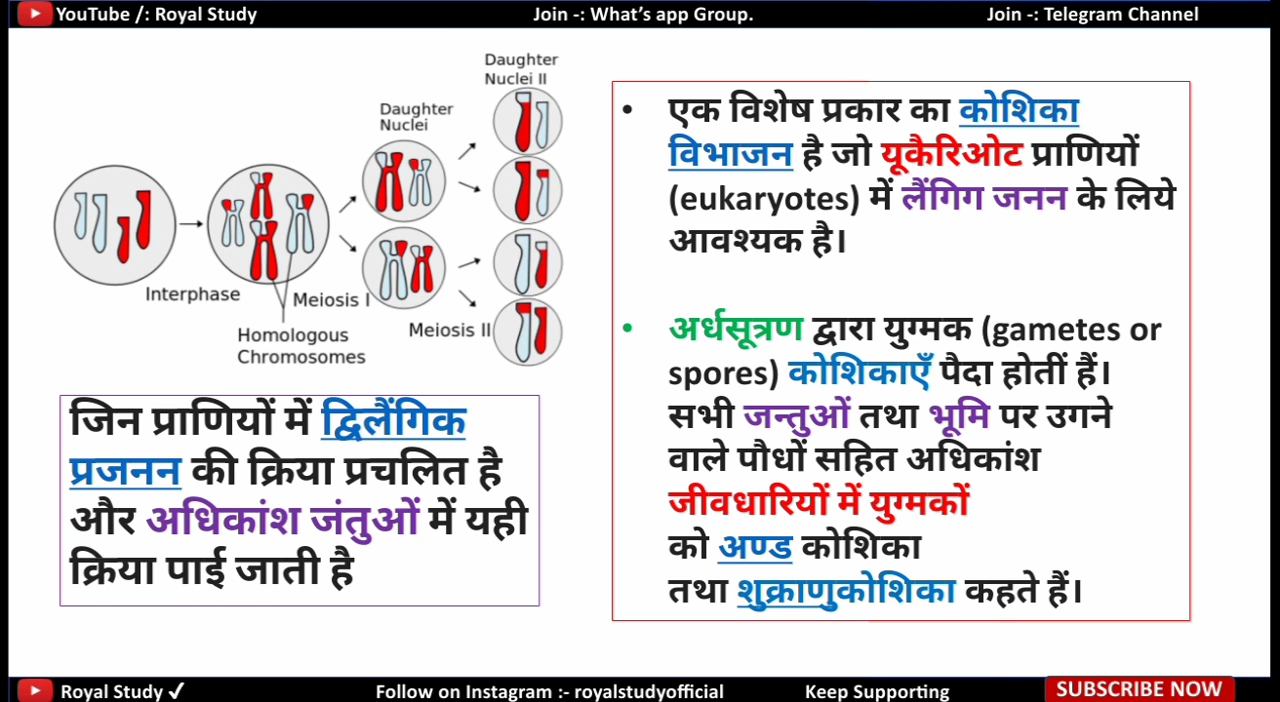 YouTube /: Royal Study
Join -: What's app Group.
Join -: Telegram Channel
Daughter
Nuclei II
Daughter
Nuclei
Interphase
Meiosis I
Homologous
Chromosomes
Meiosis II
जिन प्राणियों में द्विलैंगिक
प्रजनन की क्रिया प्रचलित है
और अधिकांश जंतुओं में यही
क्रिया पाई जाती है
• एक विशेष प्रकार का कोशिका
विभाजन है जो यूकैरिओट प्राणियों
(eukaryotes) में लैंगिग जनन के लिये
आवश्यक है।
• अर्धसूत्रण द्वारा युग्मक (gametes or
spores) कोशिकाएँ पैदा होतीं हैं।
सभी जन्तुओं तथा भूमि पर उगने
वाले पौधों सहित अधिकांश
जीवधारियों में युग्मकों
को अण्ड कोशिका
तथा शुक्राणुकोशिका कहते हैं।
Royal Study ✓
Follow on Instagram :- royalstudyofficial
Keep Supporting
SUBSCRIBE NOW